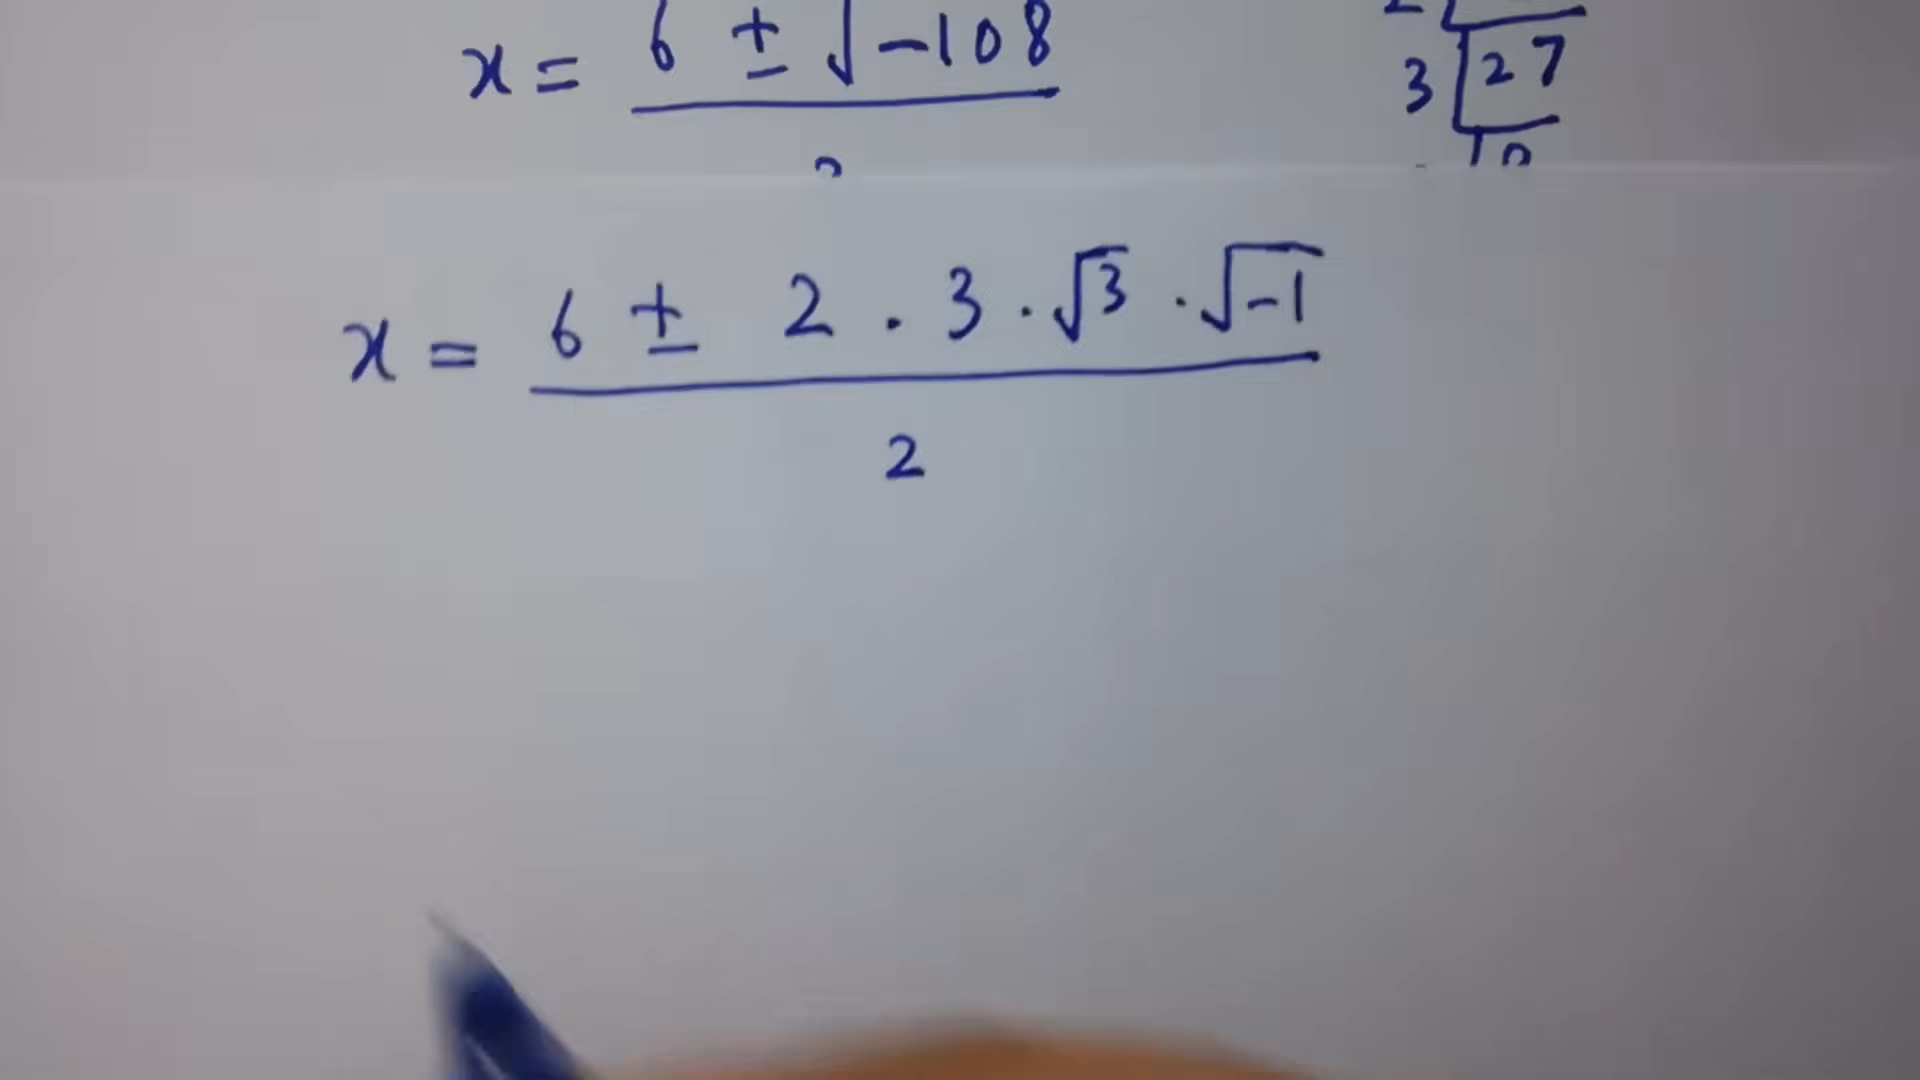 x = 6 ± √-108
3 | 27
x = 6 ± 2 . 3 . √3 . √-1
2